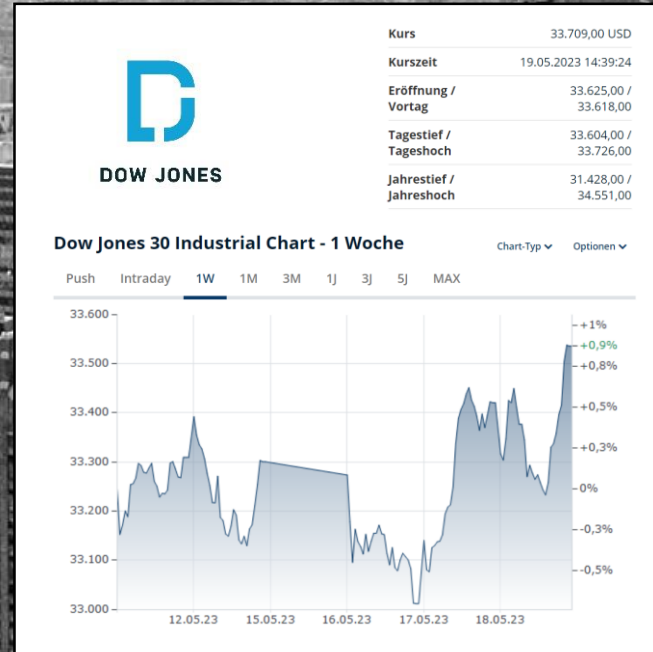 Kurs 33.709,00 USD
Kurszeit 19.05.2023 14:39:24
Eröffnung / 33.625,00 /
Vortag 33.618,00
Tagestief / 33.604,00 /
Tageshoch 33.726,00
Jahrestief / 31.428,00 /
Jahreshoch 34.551,00
DOW JONES
Dow Jones 30 Industrial Chart - 1 Woche Chart-Typ Optionen
Push Intraday 1W 1M 3M 1J 3J 5J MAX
33.600
+1%
+0,9%
33.500
+0,8%
33.400
+0,5%
+0,3%
33.300
0%
33.200
-0,3%
33.100
-0,5%
33.000
12.05.23 15.05.23 16.05.23 17.05.23 18.05.23